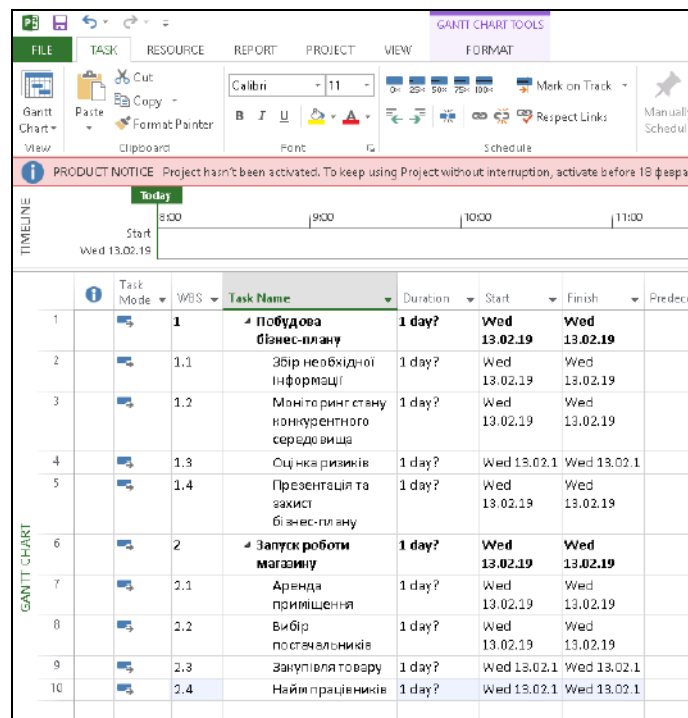 GANTT CHART TOOLS
FILE TASK RESOURCE REPORT PROJECT VIEW FORMAT
Gantt Chart
View
Paste
Cut
Copy
Format Painter
Clipboard
Calibri 11
B I U A
Font
0% 25% 50% 75% 100%
Mark on Track
Respect Links
Schedule
Manually
Schedul
PRODUCT NOTICE Project hasn't been activated. To keep using Project without interruption, activate before 18 февра
TIMELINE
Today
8:00 9:00 10:00 11:00
Start
Wed 13.02.19
GANTT CHART
Task Mode WBS Task Name Duration Start Finish Predec
1 1 Побудова бізнес-плану 1 day? Wed 13.02.19 Wed 13.02.19
2 1.1 Збір необхідної інформації 1 day? Wed 13.02.19 Wed 13.02.19
3 1.2 Моніторинг стану конкурентного середовища 1 day? Wed 13.02.19 Wed 13.02.19
4 1.3 Оцінка ризиків 1 day? Wed 13.02.1 Wed 13.02.1
5 1.4 Презентація та захист бізнес-плану 1 day? Wed 13.02.19 Wed 13.02.19
6 2 Запуск роботи магазину 1 day? Wed 13.02.19 Wed 13.02.19
7 2.1 Аренда приміщення 1 day? Wed 13.02.19 Wed 13.02.19
8 2.2 Вибір постачальників 1 day? Wed 13.02.19 Wed 13.02.19
9 2.3 Закупівля товару 1 day? Wed 13.02.1 Wed 13.02.1
10 2.4 Найм працівників 1 day? Wed 13.02.1 Wed 13.02.1